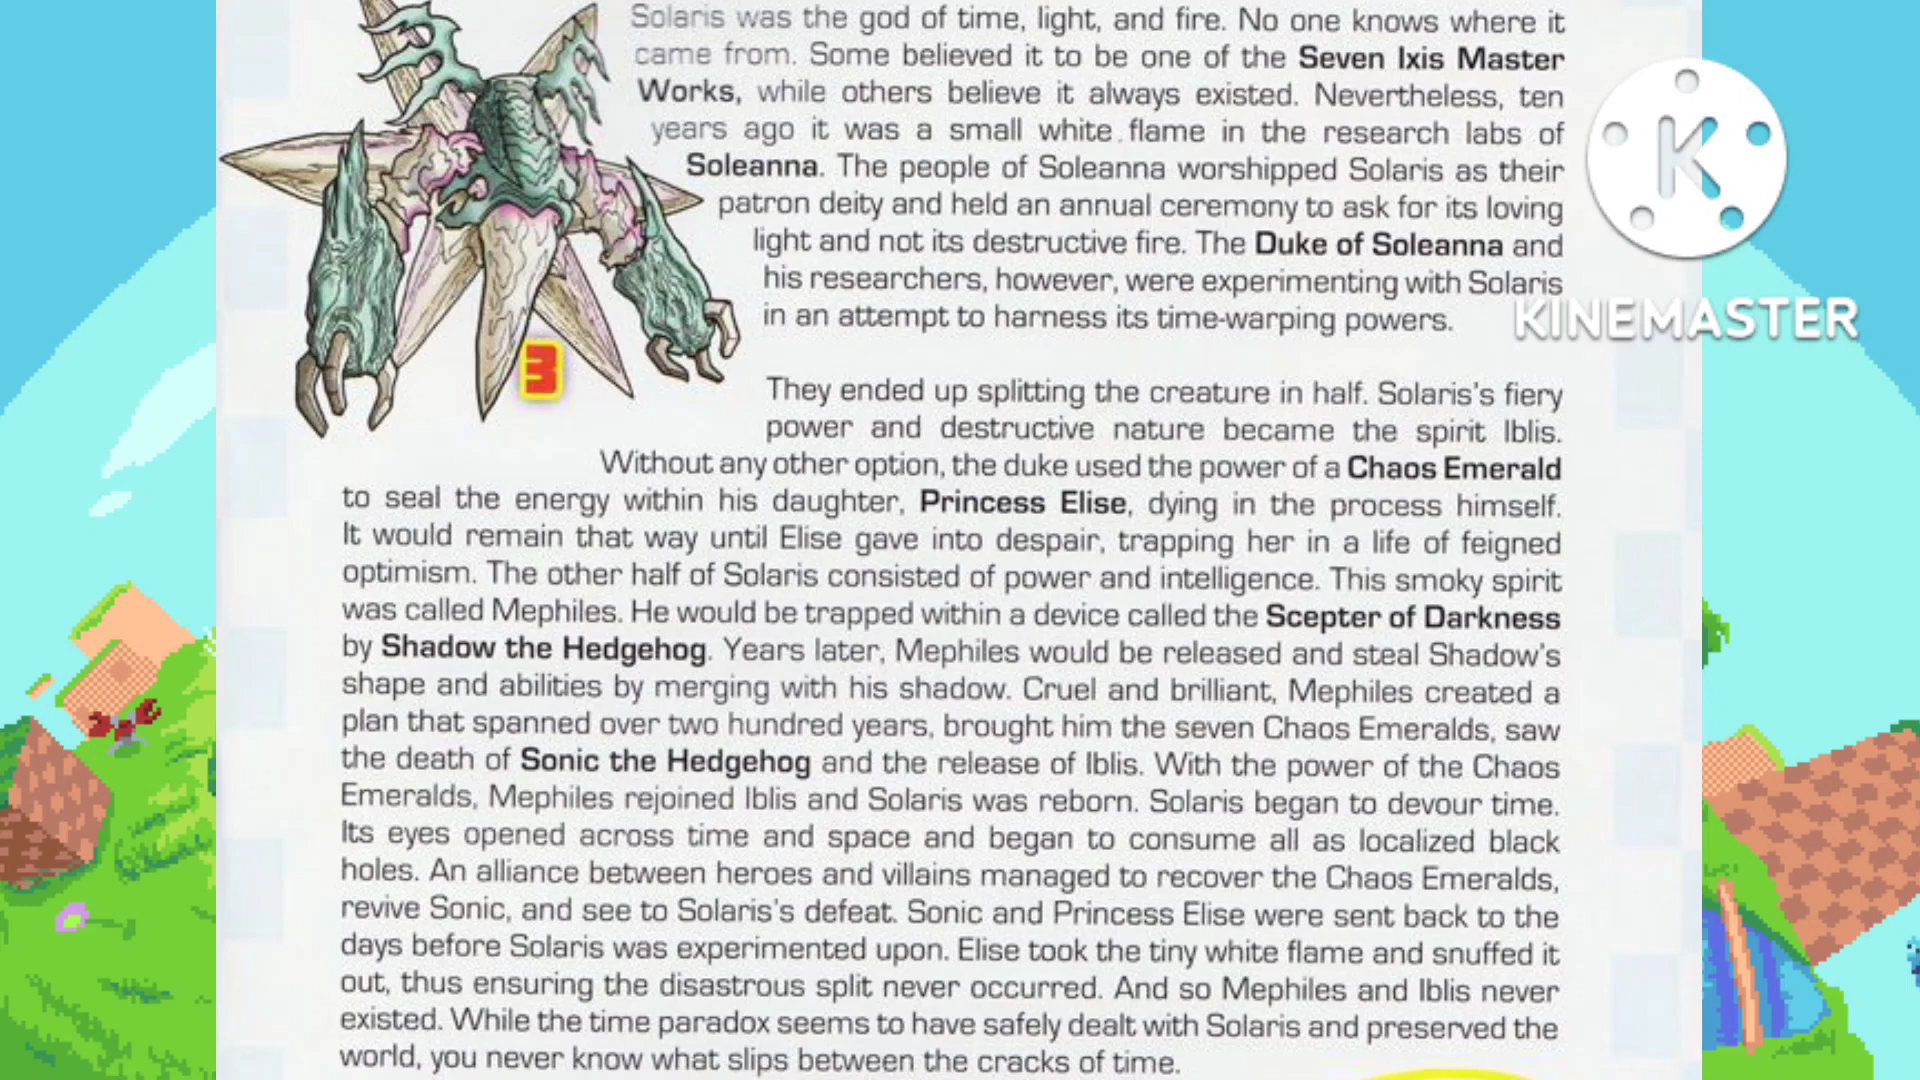 Solaris was the god of time, light, and fire. No one knows where it
came from. Some believed it to be one of the Seven Ixis Master
Works, while others believe it always existed. Nevertheless, ten
years ago it was a small white flame in the research labs of
Soleanna. The people of Soleanna worshipped Solaris as their
patron deity and held an annual ceremony to ask for its loving
light and not its destructive fire. The Duke of Soleanna and
his researchers, however, were experimenting with Solaris
in an attempt to harness its time-warping powers.
3
They ended up splitting the creature in half. Solaris's fiery
power and destructive nature became the spirit Iblis.
Without any other option, the duke used the power of a Chaos Emerald
to seal the energy within his daughter, Princess Elise, dying in the process himself.
It would remain that way until Elise gave into despair, trapping her in a life of feigned
optimism. The other half of Solaris consisted of power and intelligence. This smoky spirit
was called Mephiles. He would be trapped within a device called the Scepter of Darkness
by Shadow the Hedgehog. Years later, Mephiles would be released and steal Shadow's
shape and abilities by merging with his shadow. Cruel and brilliant, Mephiles created a
plan that spanned over two hundred years, brought him the seven Chaos Emeralds, saw
the death of Sonic the Hedgehog and the release of Iblis. With the power of the Chaos
Emeralds, Mephiles rejoined Iblis and Solaris was reborn. Solaris began to devour time.
Its eyes opened across time and space and began to consume all as localized black
holes. An alliance between heroes and villains managed to recover the Chaos Emeralds,
revive Sonic, and see to Solaris's defeat. Sonic and Princess Elise were sent back to the
days before Solaris was experimented upon. Elise took the tiny white flame and snuffed it
out, thus ensuring the disastrous split never occurred. And so Mephiles and Iblis never
existed. While the time paradox seems to have safely dealt with Solaris and preserved the
world, you never know what slips between the cracks of time.
K
KINEMASTER